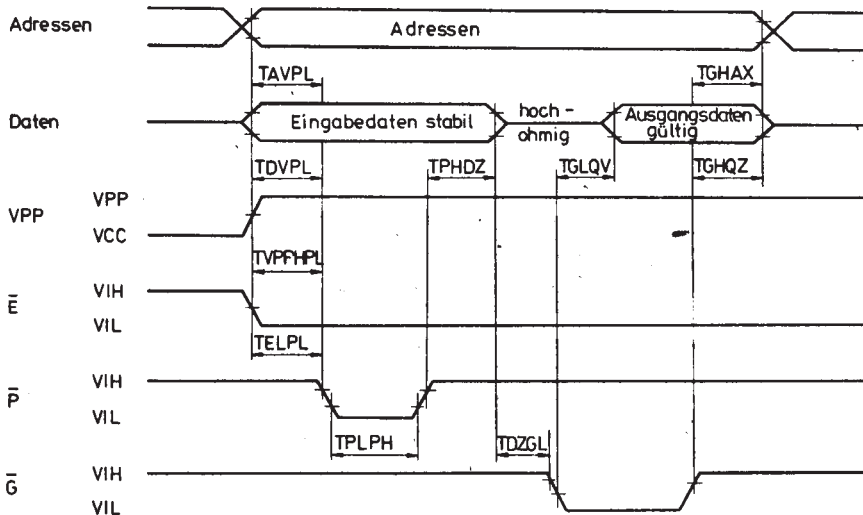 Adressen
Adressen
TAVPL
TGHAX
Daten
Eingabedaten stabil
hoch-
ohmig
Ausgangsdaten
gültig
TDVPL
TPHDZ
TGLQV
TGHQZ
VPP
VPP
VCC
TVPFHPL
E̅
VIH
VIL
TELPL
P̅
VIH
VIL
TPLPH
TDZGL
G̅
VIH
VIL